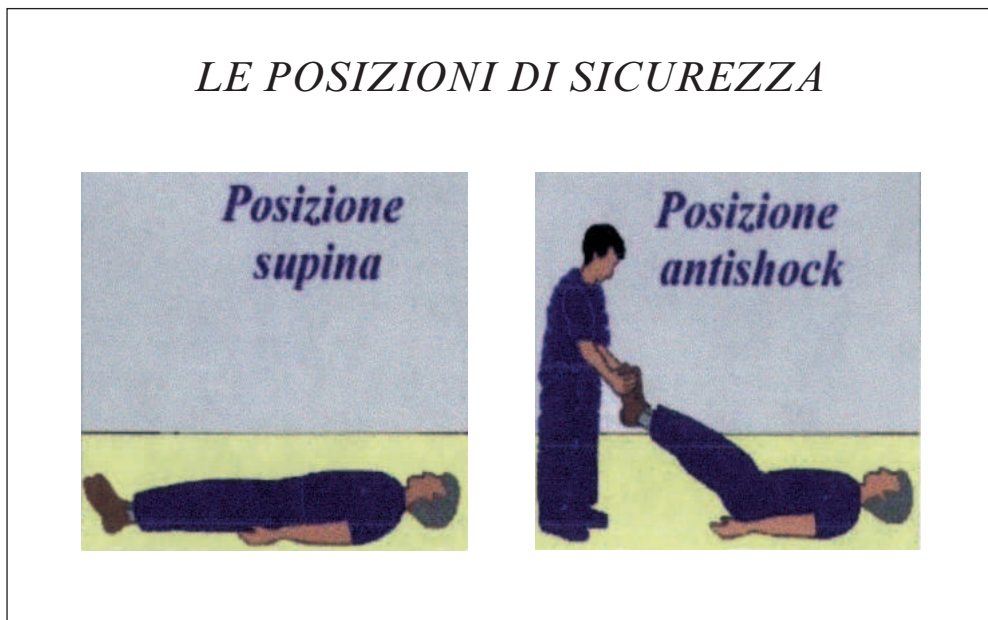 LE POSIZIONI DI SICUREZZA
Posizione
supina
Posizione
antishock